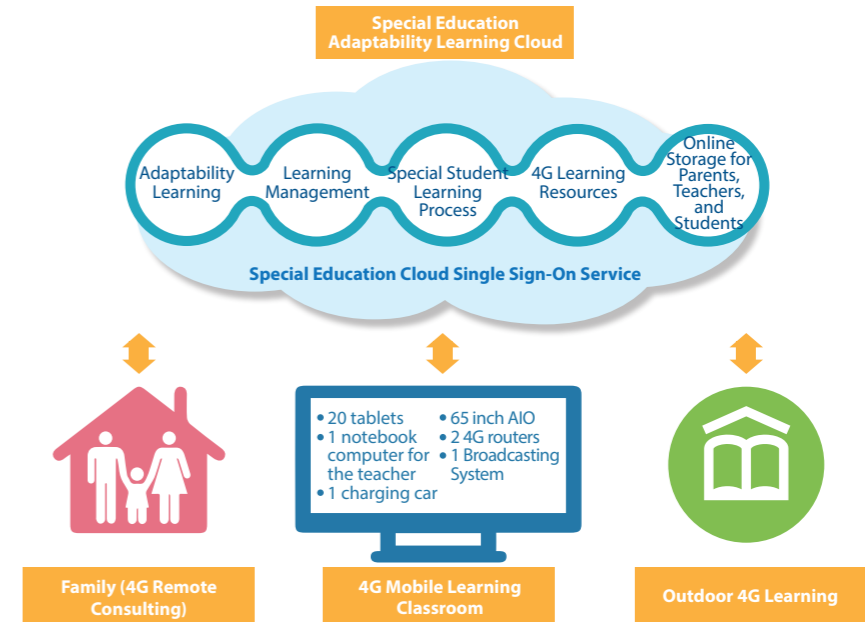 Special Education
Adaptability Learning Cloud
Adaptability
Learning
Learning
Management
Special Student
Learning
Process
4G Learning
Resources
Online
Storage for
Parents,
Teachers,
and
Students
Special Education Cloud Single Sign-On Service
• 20 tablets
• 1 notebook
computer for
the teacher
• 1 charging car
• 65 inch AIO
• 2 4G routers
• 1 Broadcasting
System
Family (4G Remote
Consulting)
4G Mobile Learning
Classroom
Outdoor 4G Learning